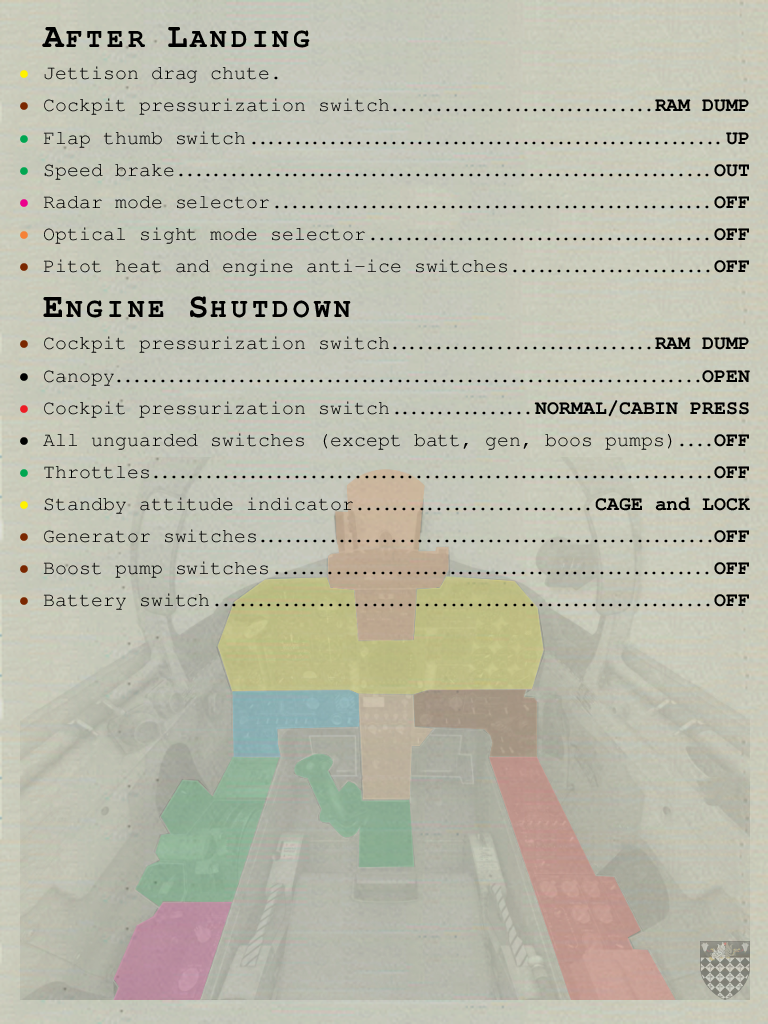 After Landing
Jettison drag chute.
Cockpit pressurization switch............................RAM DUMP
Flap thumb switch..................................................UP
Speed brake.........................................................OUT
Radar mode selector...............................................OFF
Optical sight mode selector.....................................OFF
Pitot heat and engine anti-ice switches......................OFF
Engine Shutdown
Cockpit pressurization switch............................RAM DUMP
Canopy...............................................................OPEN
Cockpit pressurization switch...............NORMAL/CABIN PRESS
All unguarded switches (except batt, gen, boos pumps)....OFF
Throttles............................................................OFF
Standby attitude indicator.........................CAGE and LOCK
Generator switches................................................OFF
Boost pump switches...............................................OFF
Battery switch.....................................................OFF